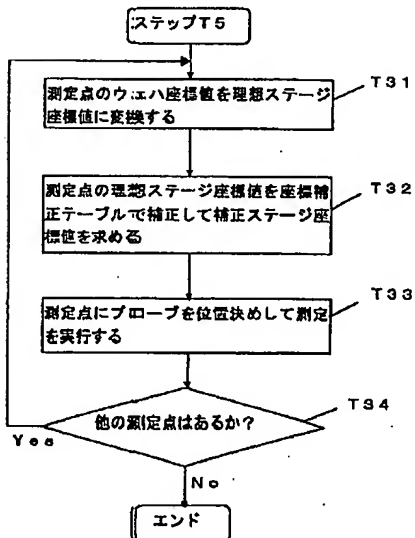 ステップT5
測定点のウェハ座標値を理想ステージ
座標値に変換する
T31
測定点の理想ステージ座標値を座標補
正テーブルで補正して補正ステージ座
標値を求める
T32
測定点にプローブを位置決めして測定
を実行する
T33
他の測定点はあるか?
T34
Yes
No
エンド